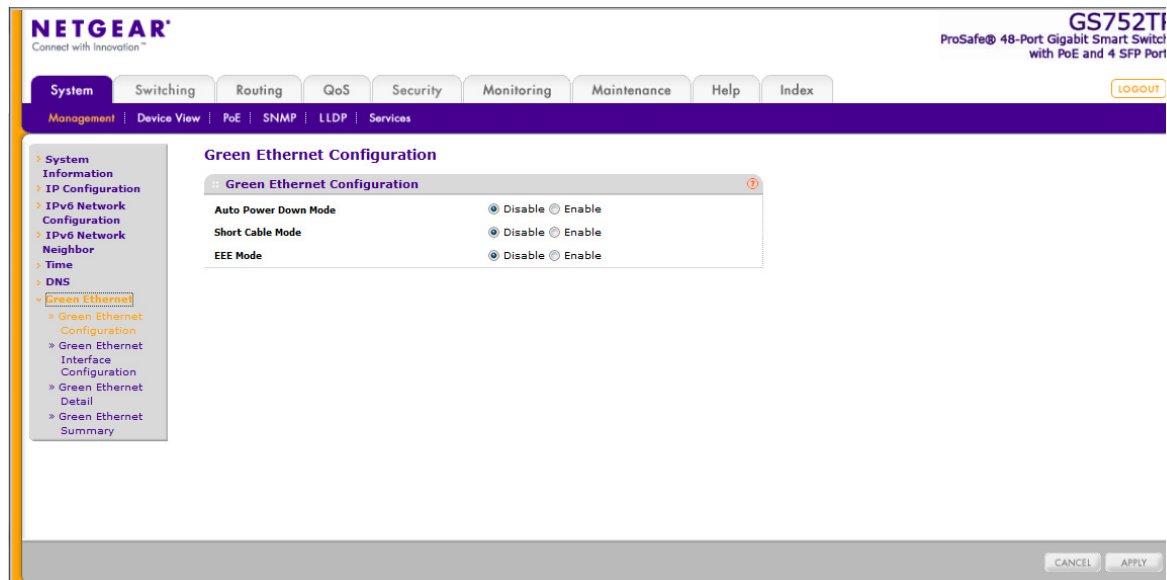 NETGEAR®
Connect with Innovation™
GS752TP
ProSafe® 48-Port Gigabit Smart Switch
with PoE and 4 SFP Ports
System Switching Routing QoS Security Monitoring Maintenance Help Index
LOGOUT
Management | Device View | PoE | SNMP | LLDP | Services
System
Information
IP Configuration
IPv6 Network
Configuration
IPv6 Network
Neighbor
Time
DNS
Green Ethernet
» Green Ethernet
Configuration
» Green Ethernet
Interface
Configuration
» Green Ethernet
Detail
» Green Ethernet
Summary
Green Ethernet Configuration
Green Ethernet Configuration ?
Auto Power Down Mode Disable Enable
Short Cable Mode Disable Enable
EEE Mode Disable Enable
CANCEL APPLY